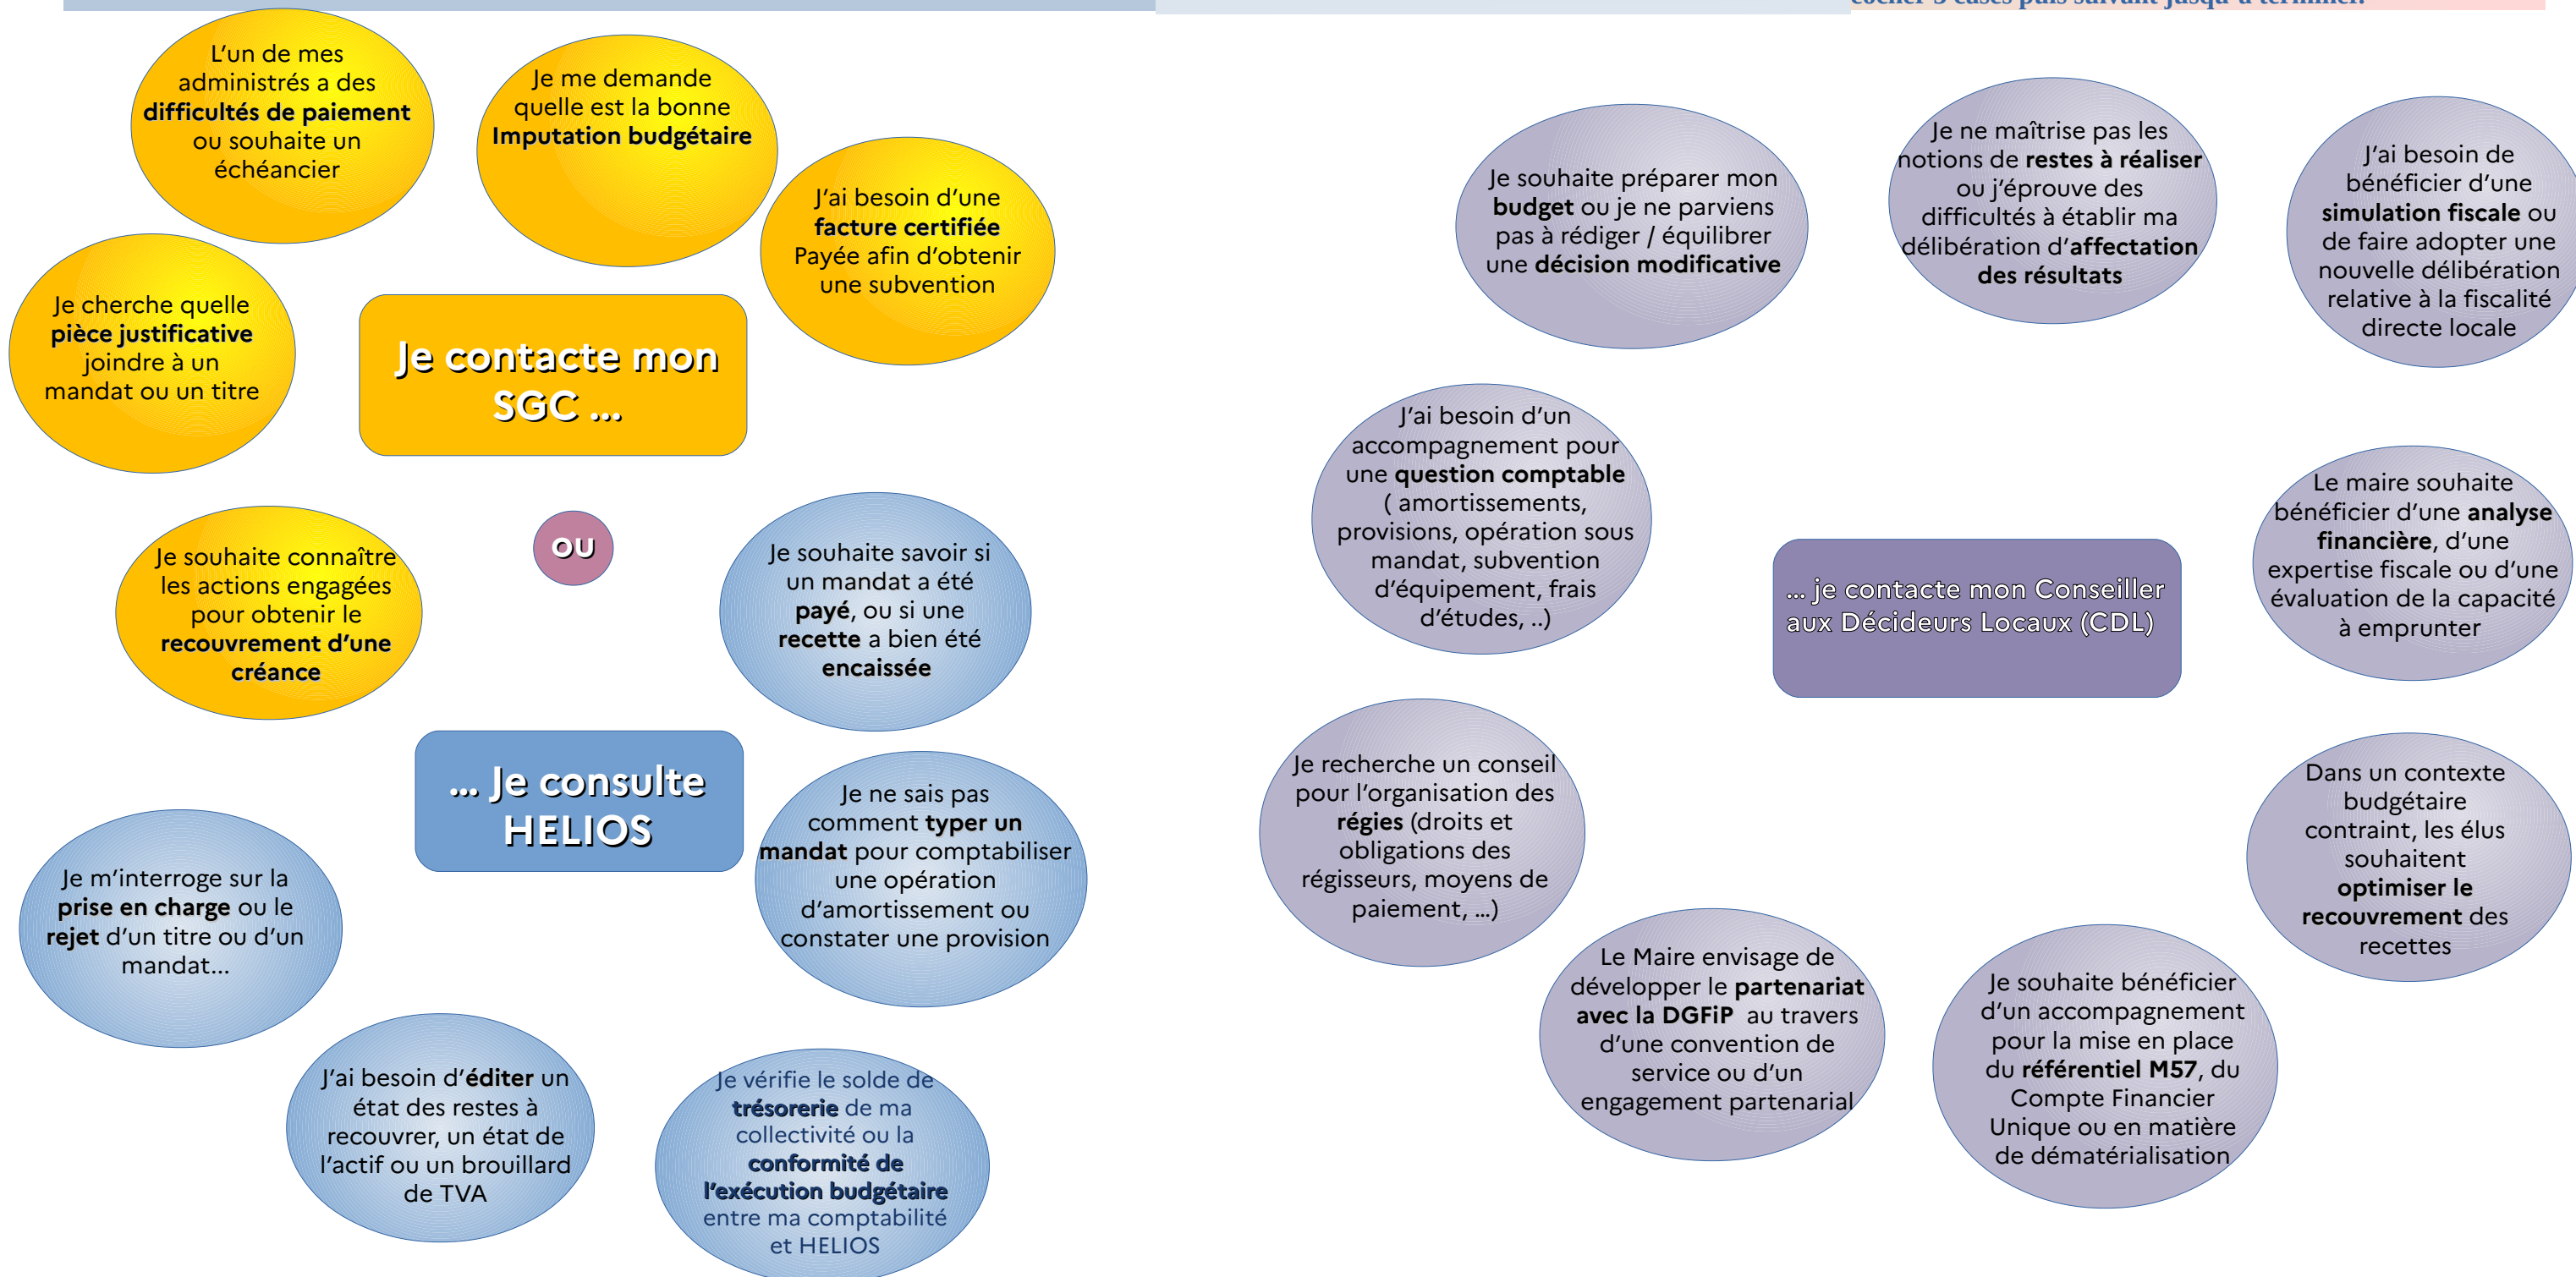 cocher 3 cases puis suivant jusqu'à terminer.
L'un de mes
administrés a des
difficultés de paiement
ou souhaite un
échéancier
Je me demande
quelle est la bonne
Imputation budgétaire
J'ai besoin d'une
facture certifiée
Payée afin d'obtenir
une subvention
Je cherche quelle
pièce justificative
joindre à un
mandat ou un titre
Je contacte mon
SGC ...
Je souhaite connaître
les actions engagées
pour obtenir le
recouvrement d'une
créance
ou
Je souhaite savoir si
un mandat a été
payé, ou si une
recette a bien été
encaissée
... Je consulte
HELIOS
Je ne sais pas
comment typer un
mandat pour comptabiliser
une opération
d'amortissement ou
constater une provision
Je m'interroge sur la
prise en charge ou le
rejet d'un titre ou d'un
mandat...
J'ai besoin d'éditer un
état des restes à
recouvrer, un état de
l'actif ou un brouillard
de TVA
Je vérifie le solde de
trésorerie de ma
collectivité ou la
conformité de
l'exécution budgétaire
entre ma comptabilité
et HELIOS
Je souhaite préparer mon
budget ou je ne parviens
pas à rédiger / équilibrer
une décision modificative
Je ne maîtrise pas les
notions de restes à réaliser
ou j'éprouve des
difficultés à établir ma
délibération d'affectation
des résultats
J'ai besoin de
bénéficier d'une
simulation fiscale ou
de faire adopter une
nouvelle délibération
relative à la fiscalité
directe locale
J'ai besoin d'un
accompagnement pour
une question comptable
( amortissements,
provisions, opération sous
mandat, subvention
d'équipement, frais
d'études, ..)
... je contacte mon Conseiller
aux Décideurs Locaux (CDL)
Le maire souhaite
bénéficier d'une analyse
financière, d'une
expertise fiscale ou d'une
évaluation de la capacité
à emprunter
Je recherche un conseil
pour l'organisation des
régies (droits et
obligations des
régisseurs, moyens de
paiement, ...)
Dans un contexte
budgétaire
contraint, les élus
souhaitent
optimiser le
recouvrement des
recettes
Le Maire envisage de
développer le partenariat
avec la DGFiP au travers
d'une convention de
service ou d'un
engagement partenarial
Je souhaite bénéficier
d'un accompagnement
pour la mise en place
du référentiel M57, du
Compte Financier
Unique ou en matière
de dématérialisation